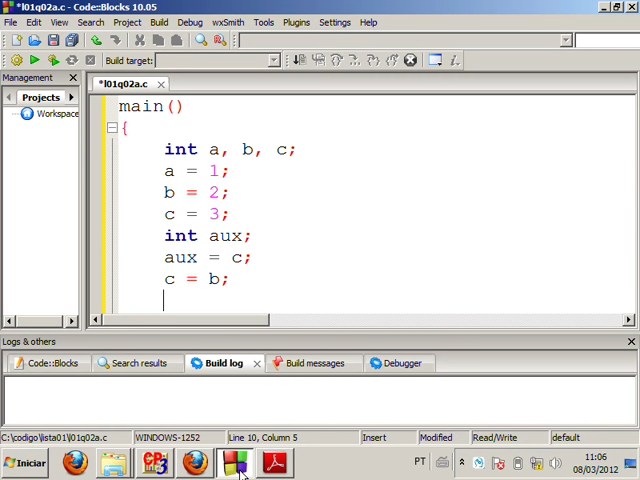 *l01q02a.c - Code::Blocks 10.05
File Edit View Search Project Build Debug wxSmith Tools Plugins Settings Help
Build target:
Management
*l01q02a.c
Projects
Workspace
main()
{
int a, b, c;
a = 1;
b = 2;
c = 3;
int aux;
aux = c;
c = b;
Logs & others
Code::Blocks Search results Build log Build messages Debugger
C:\codigo\lista01\l01q02a.c WINDOWS-1252 Line 10, Column 5 Insert Modified Read/Write default
Iniciar
CP3
PT
11:06
08/03/2012